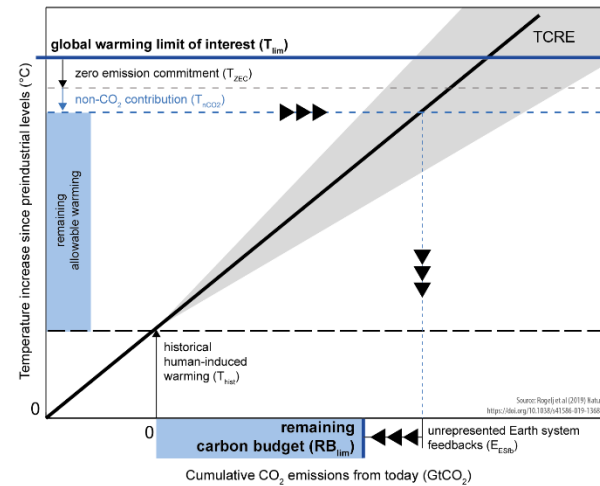 global warming limit of interest (Tlim)
TCRE
zero emission commitment (TZEC)
non-CO2 contribution (TnCO2)
Temperature increase since preindustrial levels (°C)
remaining
allowable warming
historical
human-induced
warming (Thist)
Source: Rogelj et al (2019) Batu
https://doi.org/10.1038/s41586-019-1368
0
0
remaining
carbon budget (RBlim)
unrepresented Earth system
feedbacks (EESfb)
Cumulative CO2 emissions from today (GtCO2)